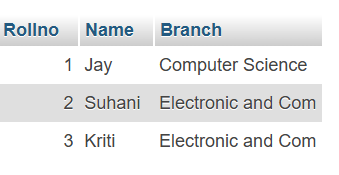 Rollno Name Branch
1 Jay Computer Science
2 Suhani Electronic and Com
3 Kriti Electronic and Com